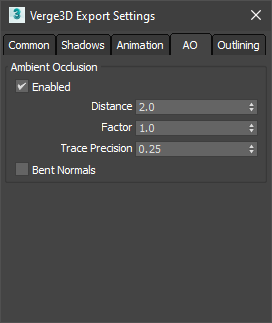 3 Verge3D Export Settings
Common Shadows Animation AO Outlining
Ambient Occlusion
Enabled
Distance 2.0
Factor 1.0
Trace Precision 0.25
Bent Normals